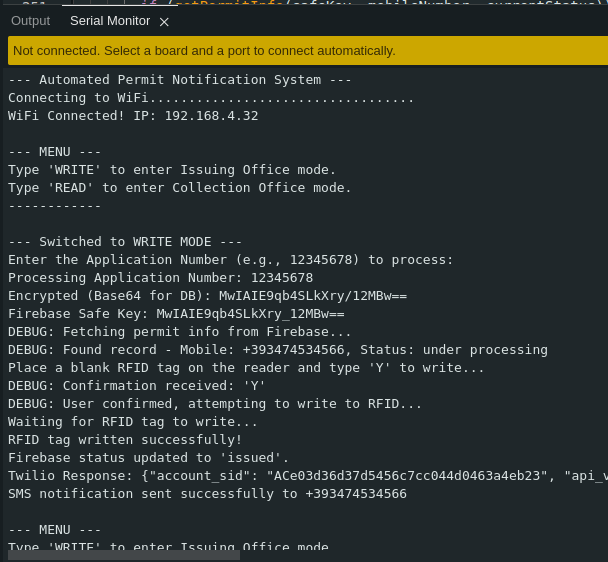 251 if (getPermitInfo(safeKey, mobileNumber, currentStatus))
Output Serial Monitor ×
Not connected. Select a board and a port to connect automatically.
--- Automated Permit Notification System ---
Connecting to WiFi..................................
WiFi Connected! IP: 192.168.4.32
--- MENU ---
Type 'WRITE' to enter Issuing Office mode.
Type 'READ' to enter Collection Office mode.
------------
--- Switched to WRITE MODE ---
Enter the Application Number (e.g., 12345678) to process:
Processing Application Number: 12345678
Encrypted (Base64 for DB): MwIAIE9qb4SLkXry/12MBw==
Firebase Safe Key: MwIAIE9qb4SLkXry_12MBw==
DEBUG: Fetching permit info from Firebase...
DEBUG: Found record - Mobile: +393474534566, Status: under processing
Place a blank RFID tag on the reader and type 'Y' to write...
DEBUG: Confirmation received: 'Y'
DEBUG: User confirmed, attempting to write to RFID...
Waiting for RFID tag to write...
RFID tag written successfully!
Firebase status updated to 'issued'.
Twilio Response: {"account_sid": "ACe03d36d37d5456c7cc044d0463a4eb23", "api_v
SMS notification sent successfully to +393474534566
--- MENU ---
Type 'WRITE' to enter Issuing Office mode